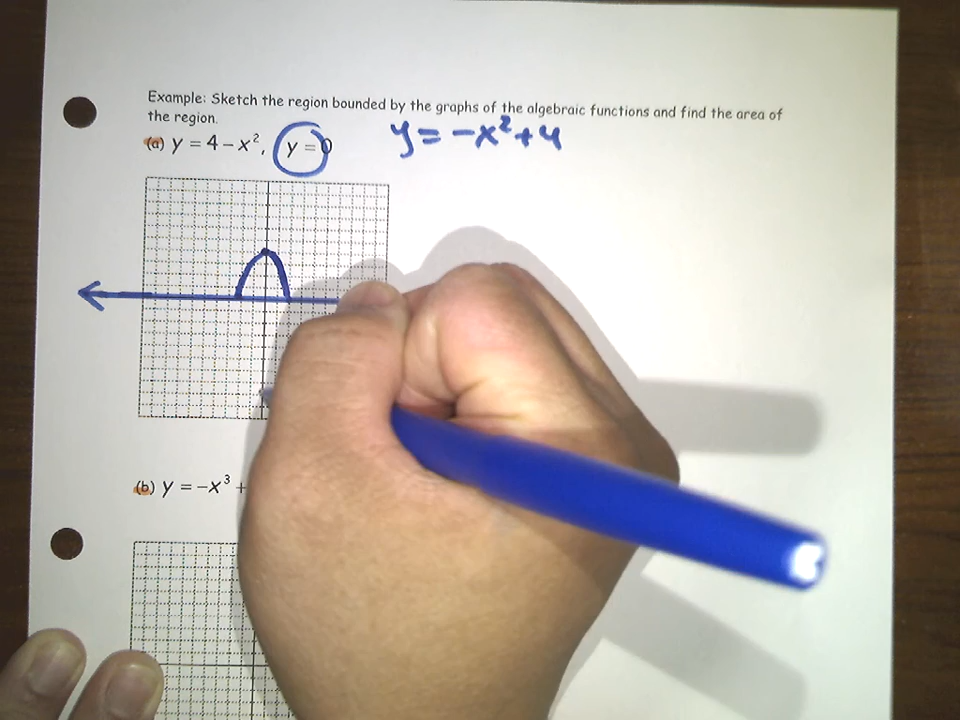 Example: Sketch the region bounded by the graphs of the algebraic functions and find the area of
the region.
(a) y = 4 – x², y = 0 y = -x² + 4
(b) y = –x³ +